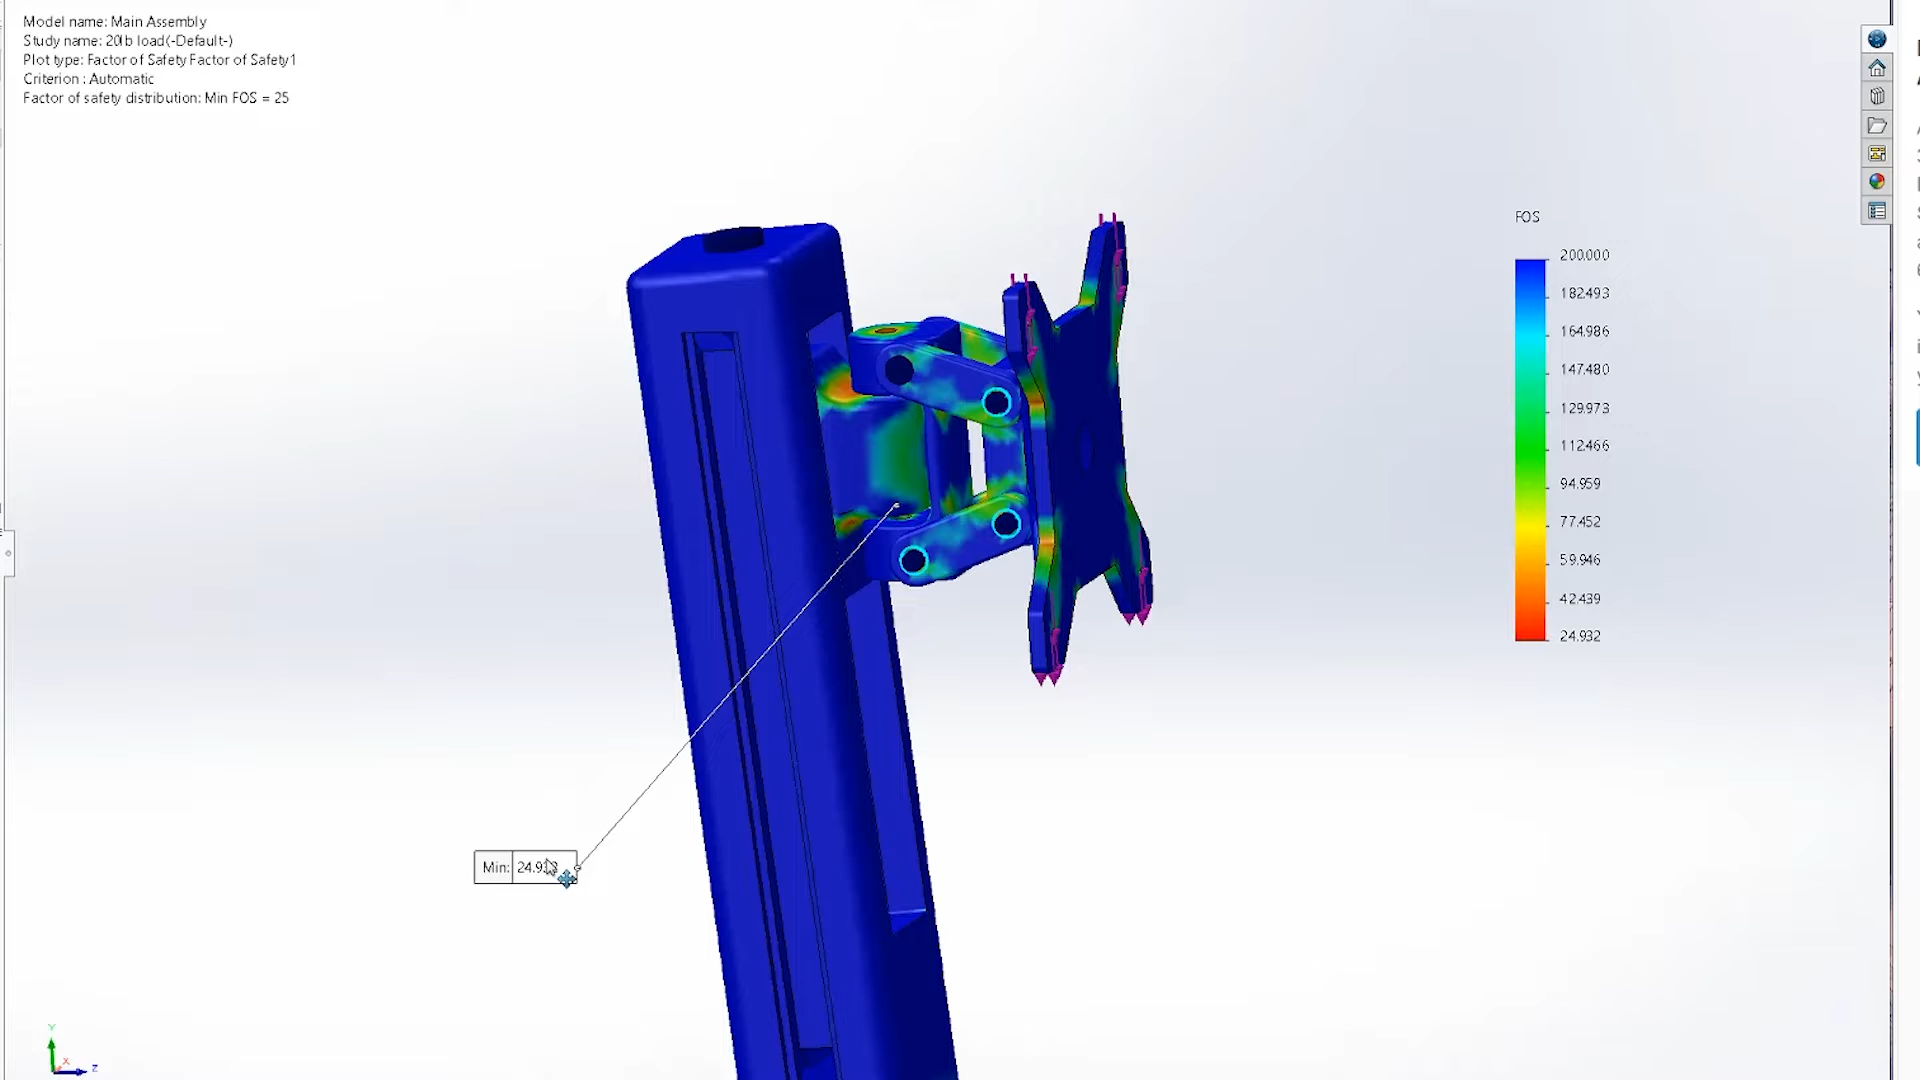 Model name: Main Assembly
Study name: 20lb load(-Default-)
Plot type: Factor of Safety Factor of Safety1
Criterion : Automatic
Factor of safety distribution: Min FOS = 25
FOS
200.000
182.493
164.986
147.480
129.973
112.466
94.959
77.452
59.946
42.439
24.932
Min:
Y
X
Z